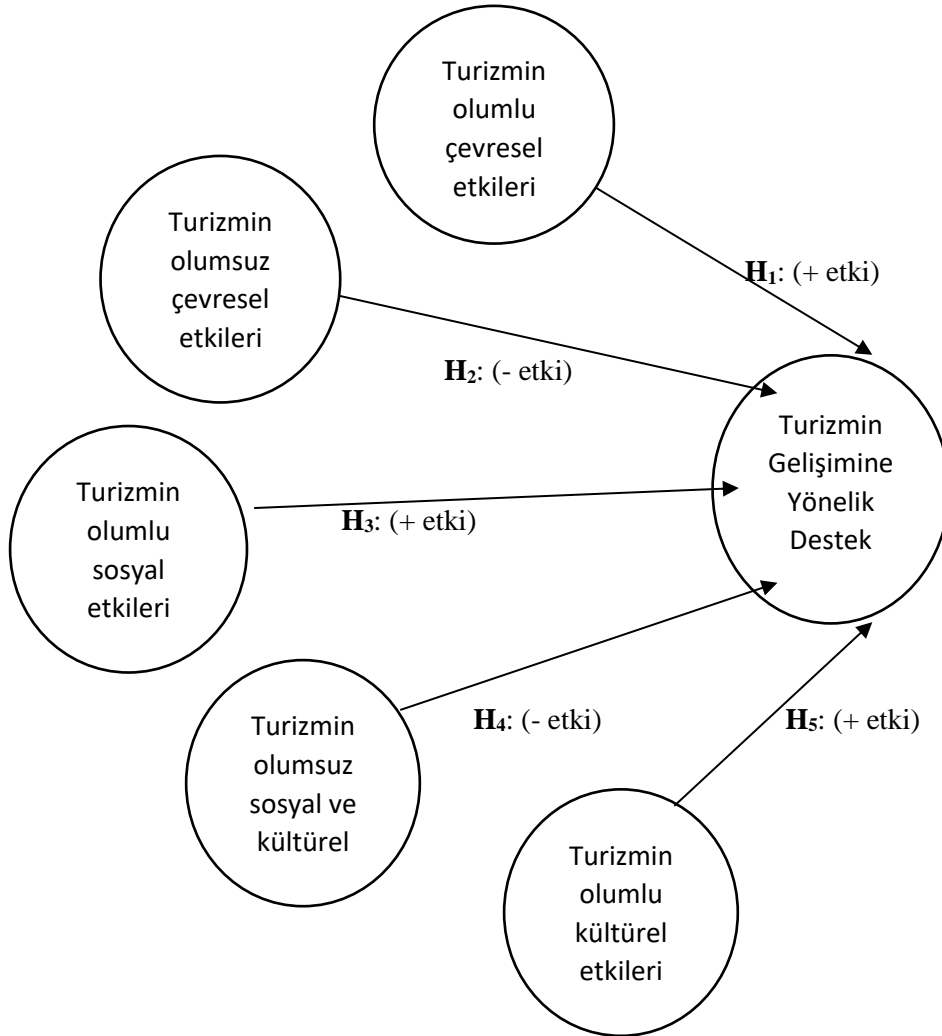 Turizmin
olumlu
çevresel
etkileri
Turizmin
olumsuz
çevresel
etkileri
H₁: (+ etki)
H₂: (- etki)
Turizmin
Gelişimine
Yönelik
Destek
Turizmin
olumlu
sosyal
etkileri
H₃: (+ etki)
Turizmin
olumsuz
sosyal ve
kültürel
H₄: (- etki)
H₅: (+ etki)
Turizmin
olumlu
kültürel
etkileri